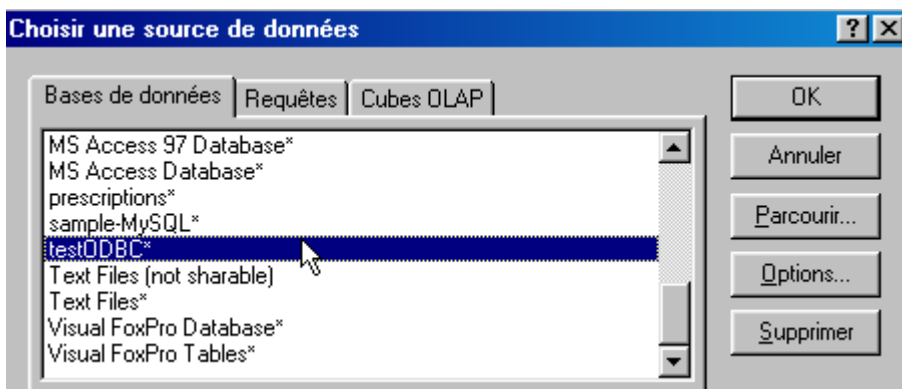 Choisir une source de données
Bases de données
Requêtes
Cubes OLAP
MS Access 97 Database*
MS Access Database*
prescriptions*
sample-MySQL*
testODBC*
Text Files (not sharable)
Text Files*
Visual FoxPro Database*
Visual FoxPro Tables*
OK
Annuler
Parcourir...
Options...
Supprimer